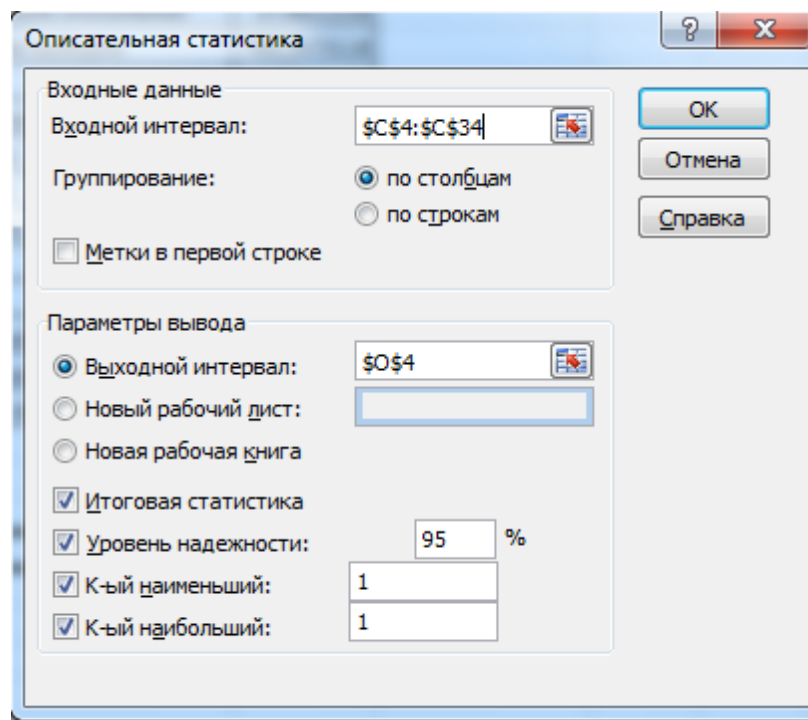 Описательная статистика
?
X
Входные данные
Входной интервал:
$C$4:$C$34
OK
Группирование:
по столбцам
Отмена
по строкам
Справка
Метки в первой строке
Параметры вывода
Выходной интервал:
$O$4
Новый рабочий лист:
Новая рабочая книга
Итоговая статистика
Уровень надежности:
95
%
К-ый наименьший:
1
К-ый наибольший:
1